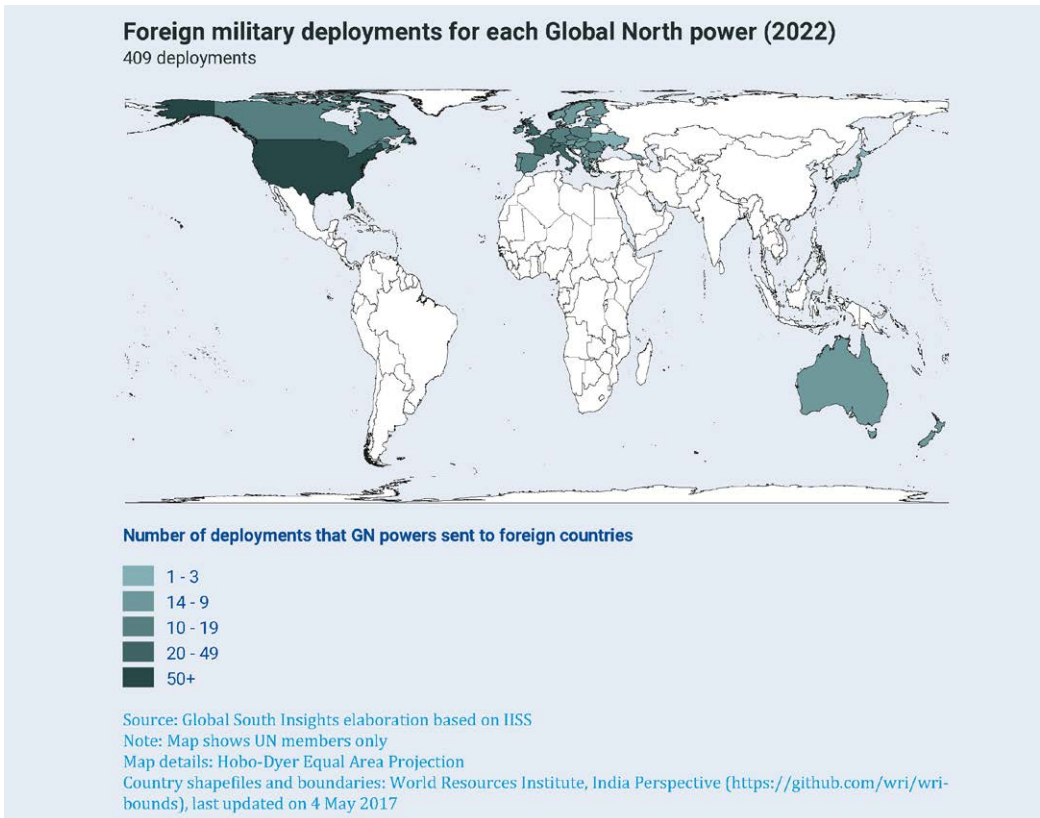 Foreign military deployments for each Global North power (2022)
409 deployments
Number of deployments that GN powers sent to foreign countries
1 - 3
14 - 9
10 - 19
20 - 49
50+
Source: Global South Insights elaboration based on IISS
Note: Map shows UN members only
Map details: Hobo-Dyer Equal Area Projection
Country shapefiles and boundaries: World Resources Institute, India Perspective (https://github.com/wri/wri-
bounds), last updated on 4 May 2017